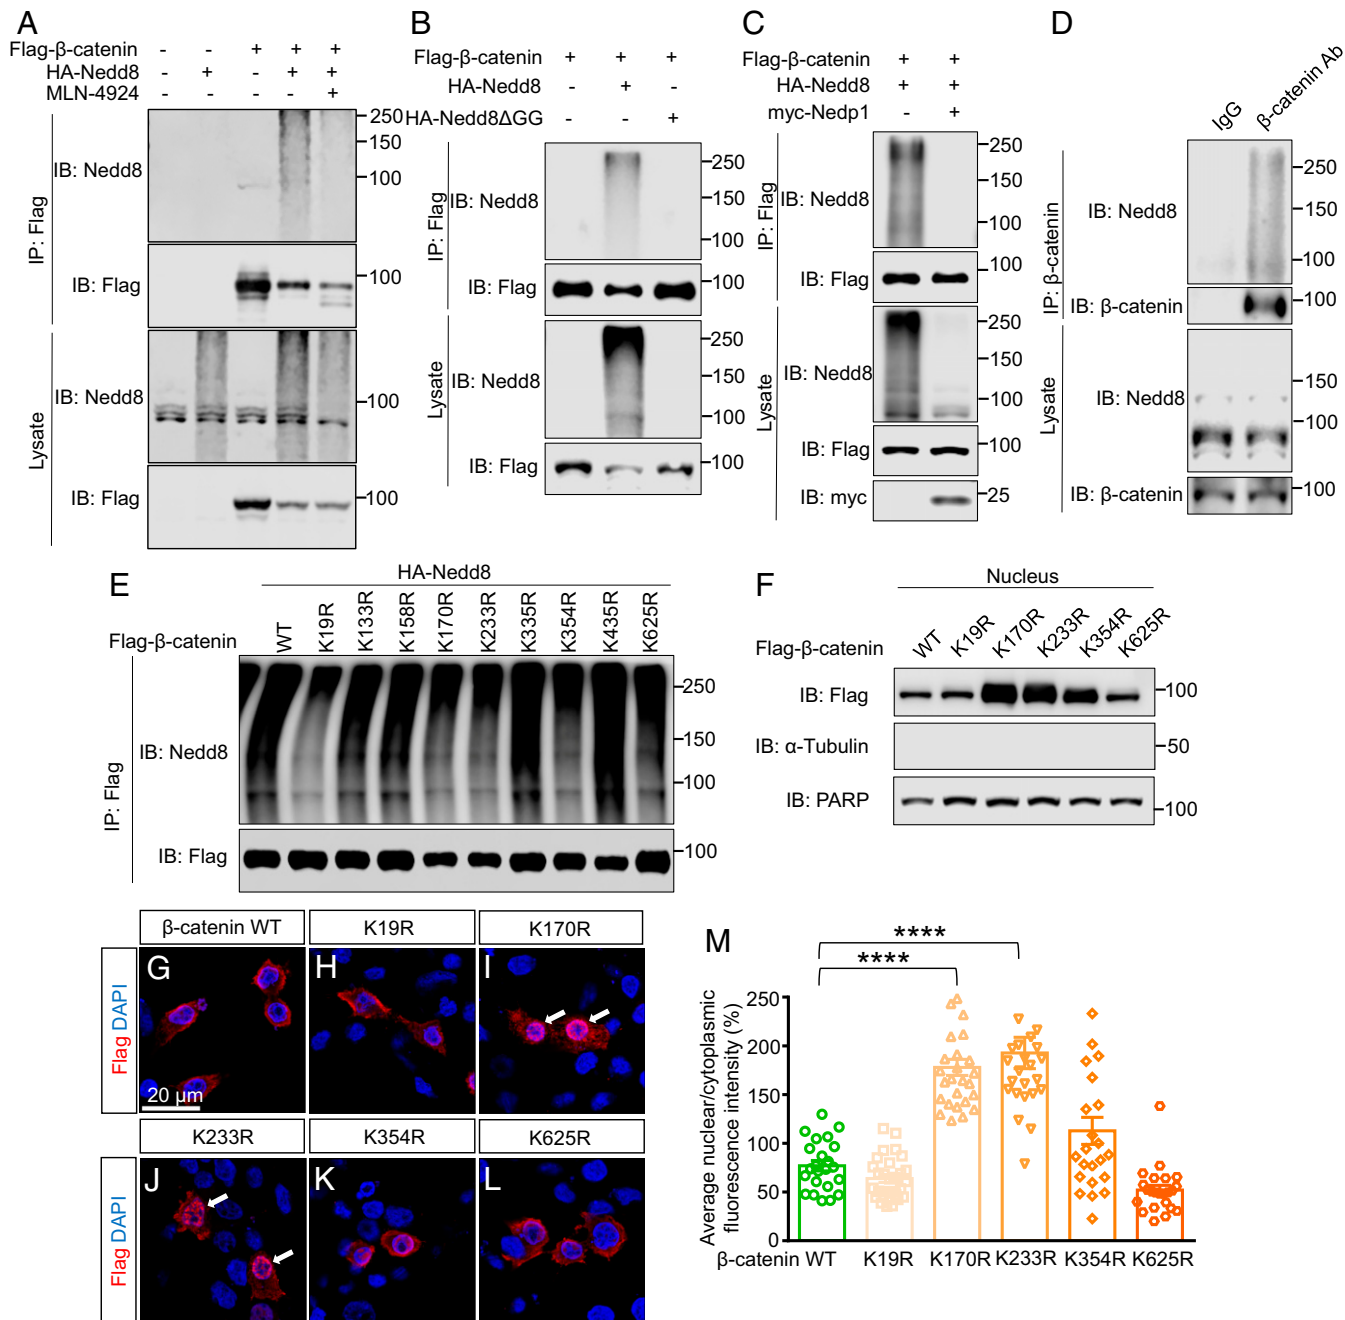 A
Flag-β-catenin - - + + +
HA-Nedd8 - + - + +
MLN-4924 - - - - +
IP: Flag
IB: Nedd8
250
150
100
IB: Flag
100
Lysate
IB: Nedd8
100
IB: Flag
100
B
Flag-β-catenin + + +
HA-Nedd8 - + -
HA-Nedd8ΔGG - - +
IP: Flag
IB: Nedd8
250
150
100
IB: Flag
100
Lysate
IB: Nedd8
250
150
100
IB: Flag
100
C
Flag-β-catenin + +
HA-Nedd8 + +
myc-Nedp1 - +
IP: Flag
IB: Nedd8
250
150
100
IB: Flag
100
Lysate
IB: Nedd8
250
150
100
IB: Flag
100
IB: myc
25
D
IgG
β-catenin Ab
IP: β-catenin
IB: Nedd8
250
150
100
IB: β-catenin
100
Lysate
IB: Nedd8
150
100
IB: β-catenin
100
E
HA-Nedd8
Flag-β-catenin WT K19R K133R K158R K170R K233R K335R K354R K435R K625R
IP: Flag
IB: Nedd8
250
150
100
IB: Flag
100
F
Nucleus
Flag-β-catenin WT K19R K170R K233R K354R K625R
IB: Flag
100
IB: α-Tubulin
50
IB: PARP
100
β-catenin WT
K19R
K170R
Flag DAPI
G
20 μm
H
I
K233R
K354R
K625R
Flag DAPI
J
K
L
M
Average nuclear/cytoplasmic
fluorescence intensity (%)
****
****
250
200
150
100
50
0
β-catenin WT K19R K170R K233R K354R K625R